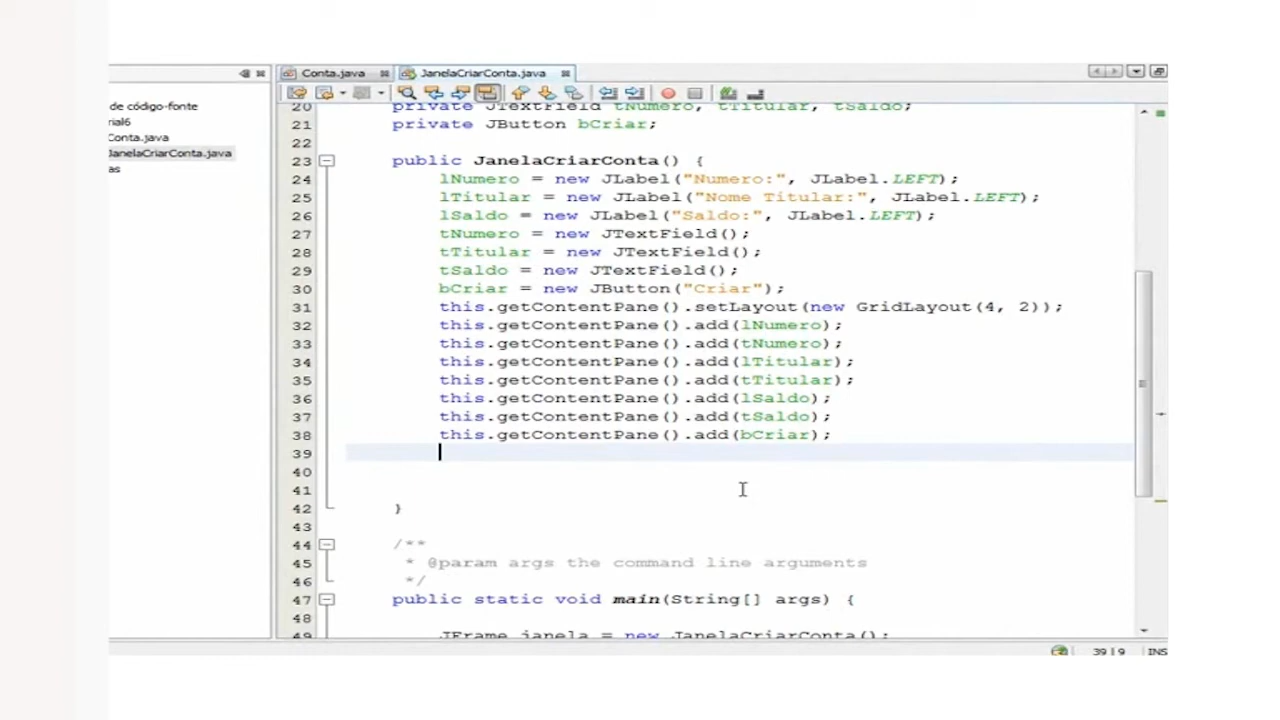 Conta.java
JanelaCriarConta.java
de código-fonte
rial6
Conta.java
JanelaCriarConta.java
as
20 private JTextField tNumero, tTitular, tSaldo;
21 private JButton bCriar;
22
23 public JanelaCriarConta() {
24 lNumero = new JLabel("Numero:", JLabel.LEFT);
25 lTitular = new JLabel("Nome Titular:", JLabel.LEFT);
26 lSaldo = new JLabel("Saldo:", JLabel.LEFT);
27 tNumero = new JTextField();
28 tTitular = new JTextField();
29 tSaldo = new JTextField();
30 bCriar = new JButton("Criar");
31 this.getContentPane().setLayout(new GridLayout(4, 2));
32 this.getContentPane().add(lNumero);
33 this.getContentPane().add(tNumero);
34 this.getContentPane().add(lTitular);
35 this.getContentPane().add(tTitular);
36 this.getContentPane().add(lSaldo);
37 this.getContentPane().add(tSaldo);
38 this.getContentPane().add(bCriar);
39
40
41
42 }
43
44 /**
45 * @param args the command line arguments
46 */
47 public static void main(String[] args) {
48
49 JFrame janela = new JanelaCriarConta();
39 | 9 INS